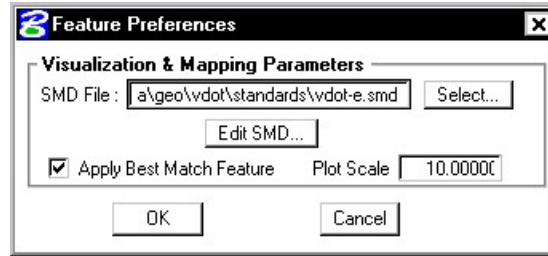 Feature Preferences
Visualization & Mapping Parameters
SMD File : a\geo\vdot\standards\vdot-e.smd Select...
Edit SMD...
Apply Best Match Feature Plot Scale 10.00000
OK Cancel